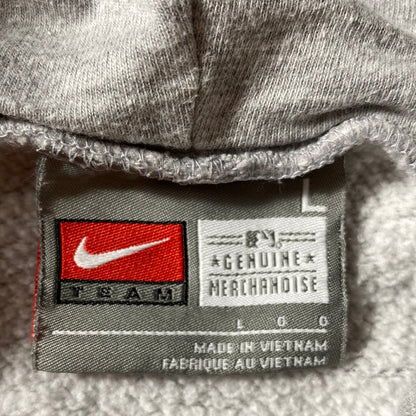 L
TEAM
★ GENUINE ★
MERCHANDISE
L G G
MADE IN VIETNAM
FABRIQUE AU VIETNAM